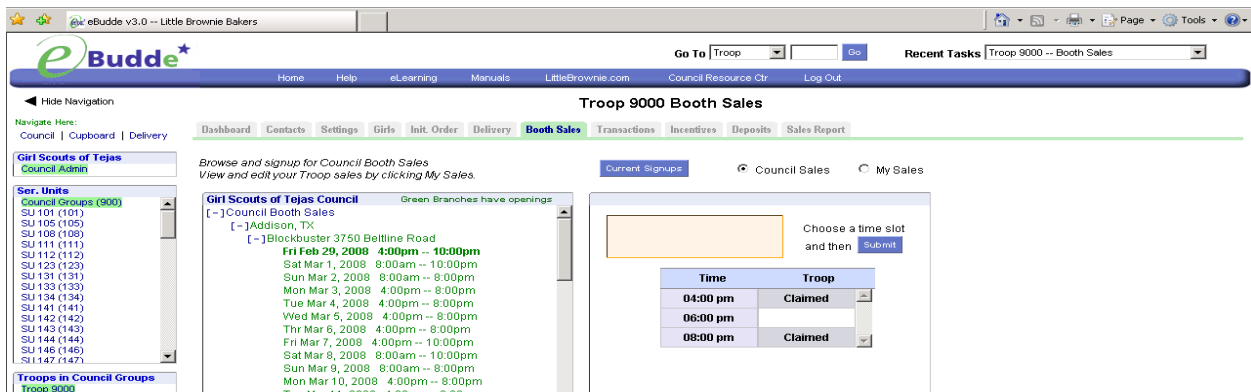 eBudde v3.0 -- Little Brownie Bakers
Page Tools
eBudde
Go To Troop Go Recent Tasks Troop 9000 -- Booth Sales
Home Help eLearning Manuals LittleBrownie.com Council Resource Ctr Log Out
Hide Navigation
Troop 9000 Booth Sales
Navigate Here:
Council | Cupboard | Delivery
Dashboard Contacts Settings Girls Init. Order Delivery Booth Sales Transactions Incentives Deposits Sales Report
Girl Scouts of Tejas
Council Admin
Ser. Units
Council Groups (900)
SU 101 (101)
SU 105 (105)
SU 108 (108)
SU 111 (111)
SU 112 (112)
SU 123 (123)
SU 131 (131)
SU 133 (133)
SU 134 (134)
SU 141 (141)
SU 142 (142)
SU 143 (143)
SU 144 (144)
SU 146 (146)
SU 147 (147)
Troops in Council Groups
Troop 9000
Browse and signup for Council Booth Sales
View and edit your Troop sales by clicking My Sales.
Current Signups Council Sales My Sales
Girl Scouts of Tejas Council Green Branches have openings
[-]Council Booth Sales
[-]Addison, TX
[-]Blockbuster 3750 Beltline Road
Fri Feb 29, 2008 4:00pm -- 10:00pm
Sat Mar 1, 2008 8:00am -- 10:00pm
Sun Mar 2, 2008 8:00am -- 8:00pm
Mon Mar 3, 2008 4:00pm -- 8:00pm
Tue Mar 4, 2008 4:00pm -- 8:00pm
Wed Mar 5, 2008 4:00pm -- 8:00pm
Thr Mar 6, 2008 4:00pm -- 8:00pm
Fri Mar 7, 2008 4:00pm -- 10:00pm
Sat Mar 8, 2008 8:00am -- 10:00pm
Sun Mar 9, 2008 8:00am -- 8:00pm
Mon Mar 10, 2008 4:00pm -- 8:00pm
Choose a time slot
and then Submit
Time Troop
04:00 pm Claimed
06:00 pm
08:00 pm Claimed